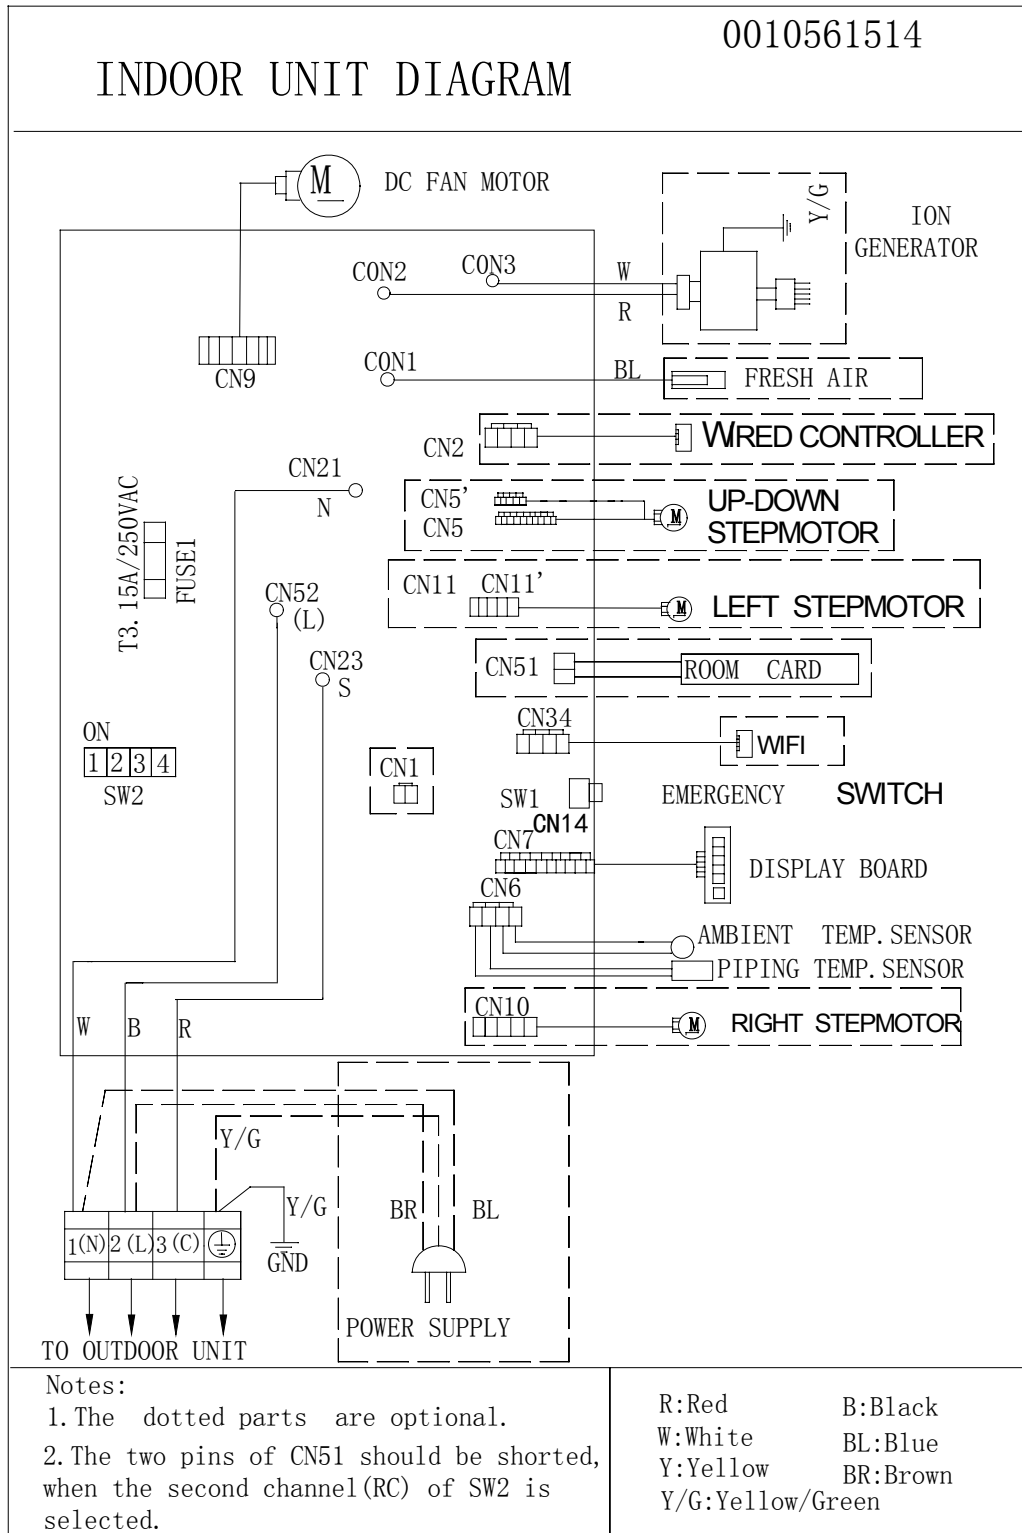 0010561514
INDOOR UNIT DIAGRAM
M
DC FAN MOTOR
Y/G
ION
GENERATOR
CON2
CON3
W
R
CN9
CON1
BL
FRESH AIR
CN2
WIRED CONTROLLER
CN21
N
T3.15A/250VAC
FUSE1
CN5'
CN5
M
UP-DOWN
STEPMOTOR
CN52
(L)
CN11
CN11'
M
LEFT STEPMOTOR
CN23
S
CN51
ROOM CARD
ON
1 2 3 4
SW2
CN1
CN34
WIFI
SW1
EMERGENCY SWITCH
CN14
CN7
DISPLAY BOARD
CN6
AMBIENT TEMP.SENSOR
PIPING TEMP.SENSOR
CN10
M
RIGHT STEPMOTOR
W B R
Y/G
Y/G
BR
BL
1(N) 2(L) 3(C)
GND
POWER SUPPLY
TO OUTDOOR UNIT
Notes:
1.The dotted parts are optional.
2.The two pins of CN51 should be shorted,
when the second channel(RC) of SW2 is
selected.
R:Red B:Black
W:White BL:Blue
Y:Yellow BR:Brown
Y/G:Yellow/Green